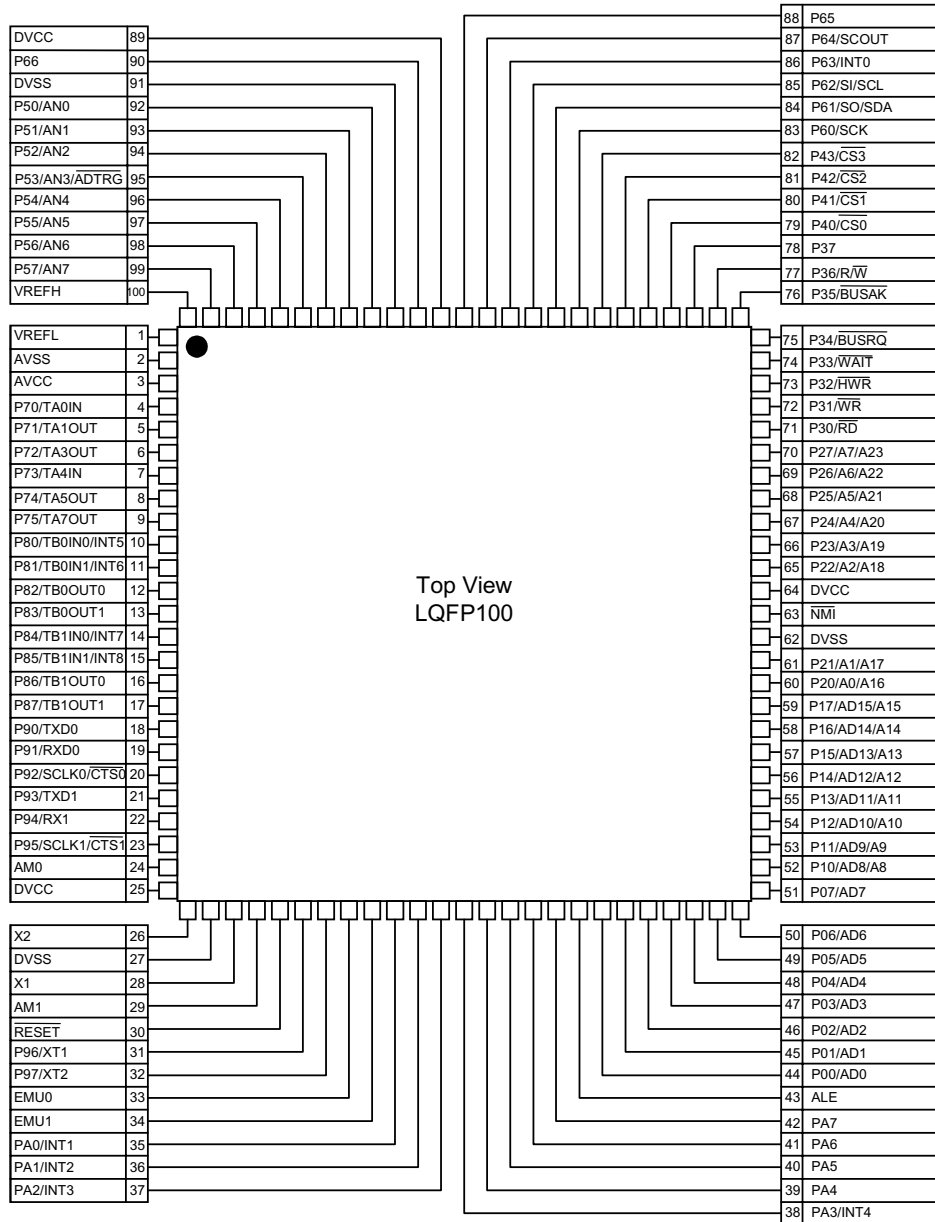 DVCC 89
P66 90
DVSS 91
P50/AN0 92
P51/AN1 93
P52/AN2 94
P53/AN3/ADTRG 95
P54/AN4 96
P55/AN5 97
P56/AN6 98
P57/AN7 99
VREFH 100
88 P65
87 P64/SCOUT
86 P63/INT0
85 P62/SI/SCL
84 P61/SO/SDA
83 P60/SCK
82 P43/CS3
81 P42/CS2
80 P41/CS1
79 P40/CS0
78 P37
77 P36/R/W
76 P35/BUSAK
VREFL 1
AVSS 2
AVCC 3
P70/TA0IN 4
P71/TA1OUT 5
P72/TA3OUT 6
P73/TA4IN 7
P74/TA5OUT 8
P75/TA7OUT 9
P80/TB0IN0/INT5 10
P81/TB0IN1/INT6 11
P82/TB0OUT0 12
P83/TB0OUT1 13
P84/TB1IN0/INT7 14
P85/TB1IN1/INT8 15
P86/TB1OUT0 16
P87/TB1OUT1 17
P90/TXD0 18
P91/RXD0 19
P92/SCLK0/CTS0 20
P93/TXD1 21
P94/RX1 22
P95/SCLK1/CTS1 23
AM0 24
DVCC 25
Top View
LQFP100
75 P34/BUSRQ
74 P33/WAIT
73 P32/HWR
72 P31/WR
71 P30/RD
70 P27/A7/A23
69 P26/A6/A22
68 P25/A5/A21
67 P24/A4/A20
66 P23/A3/A19
65 P22/A2/A18
64 DVCC
63 NMI
62 DVSS
61 P21/A1/A17
60 P20/A0/A16
59 P17/AD15/A15
58 P16/AD14/A14
57 P15/AD13/A13
56 P14/AD12/A12
55 P13/AD11/A11
54 P12/AD10/A10
53 P11/AD9/A9
52 P10/AD8/A8
51 P07/AD7
X2 26
DVSS 27
X1 28
AM1 29
RESET 30
P96/XT1 31
P97/XT2 32
EMU0 33
EMU1 34
PA0/INT1 35
PA1/INT2 36
PA2/INT3 37
50 P06/AD6
49 P05/AD5
48 P04/AD4
47 P03/AD3
46 P02/AD2
45 P01/AD1
44 P00/AD0
43 ALE
42 PA7
41 PA6
40 PA5
39 PA4
38 PA3/INT4